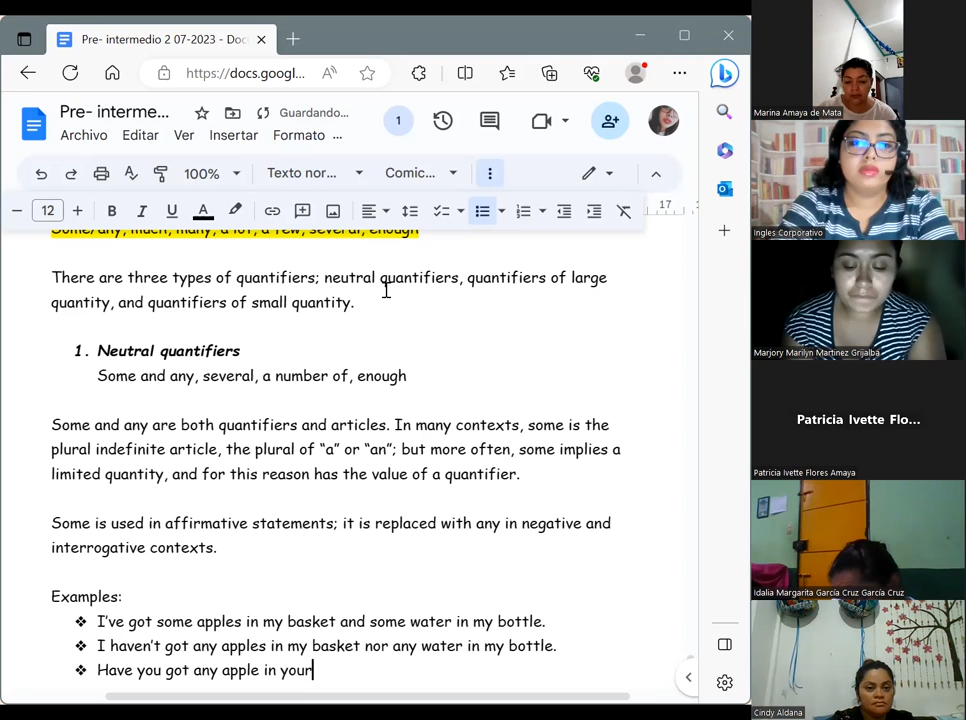 Pre- intermedio 2 07-2023 - Doc
https://docs.googl...
Pre- interme...
Guardando...
1
Archivo Editar Ver Insertar Formato ...
100% Texto nor... Comic...
12
17
Some/any, much, many, a lot, a few, several, enough
There are three types of quantifiers; neutral quantifiers, quantifiers of large
quantity, and quantifiers of small quantity.
1. Neutral quantifiers
Some and any, several, a number of, enough
Some and any are both quantifiers and articles. In many contexts, some is the
plural indefinite article, the plural of “a” or “an”; but more often, some implies a
limited quantity, and for this reason has the value of a quantifier.
Some is used in affirmative statements; it is replaced with any in negative and
interrogative contexts.
Examples:
❖ I’ve got some apples in my basket and some water in my bottle.
❖ I haven’t got any apples in my basket nor any water in my bottle.
❖ Have you got any apple in your
Marina Amaya de Mata
Ingles Corporativo
Marjory Marilyn Martinez Grijalba
Patricia Ivette Flo...
Patricia Ivette Flores Amaya
Idalia Margarita García Cruz García Cruz
Cindy Aldana